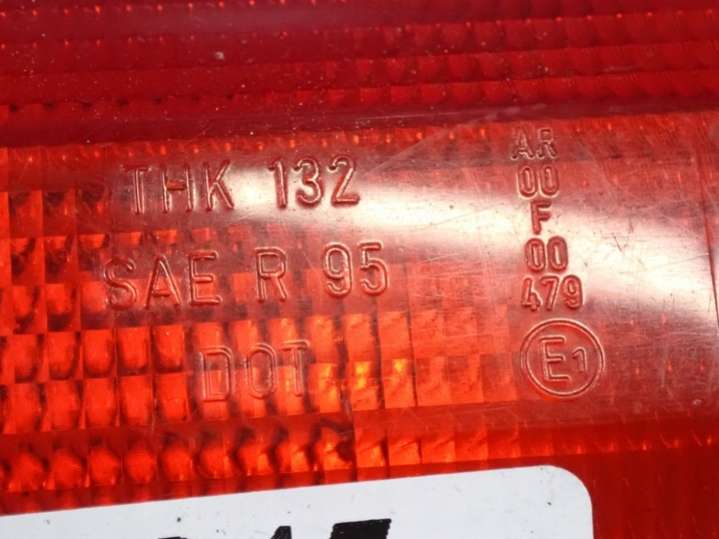 THK 132
SAE R 95
DOT
AR
00
F
00
479
E1